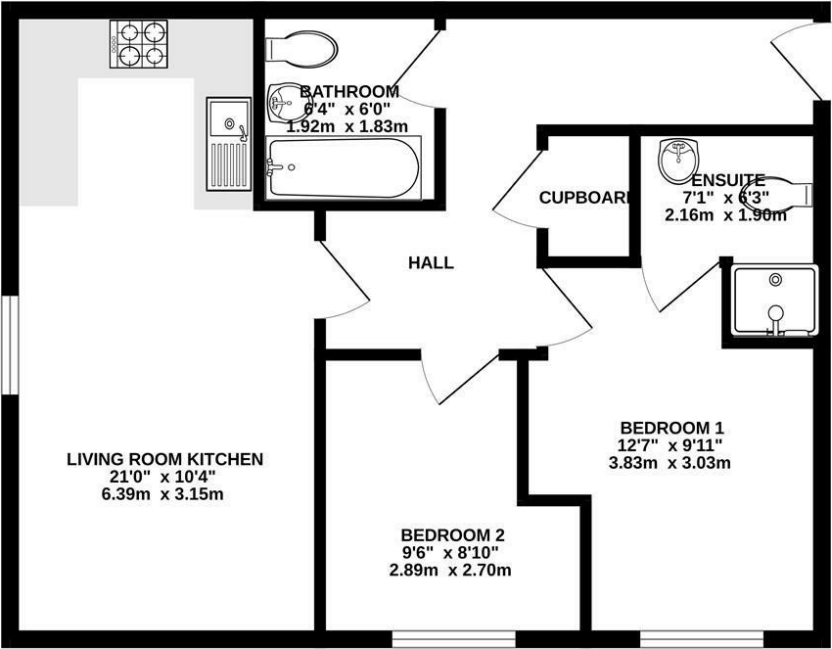 BATHROOM
6'4" x 6'0"
1.92m x 1.83m
CUPBOARD
ENSUITE
7'1" x 6'3"
2.16m x 1.90m
HALL
LIVING ROOM KITCHEN
21'0" x 10'4"
6.39m x 3.15m
BEDROOM 1
12'7" x 9'11"
3.83m x 3.03m
BEDROOM 2
9'6" x 8'10"
2.89m x 2.70m